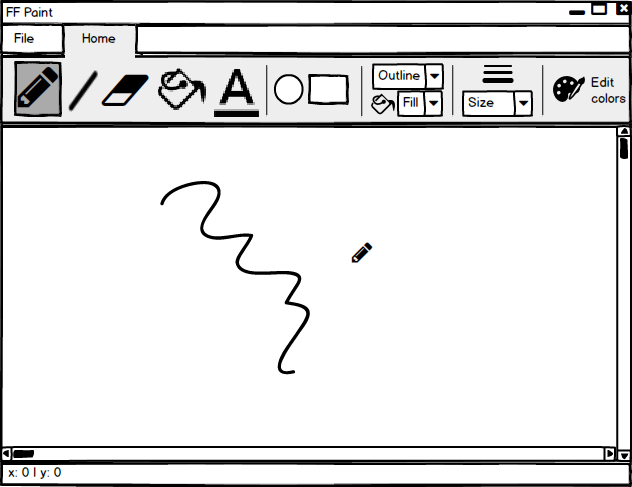 FF Paint
File Home
A
Outline
Fill
Size
Edit
colors
x: 0 | y: 0